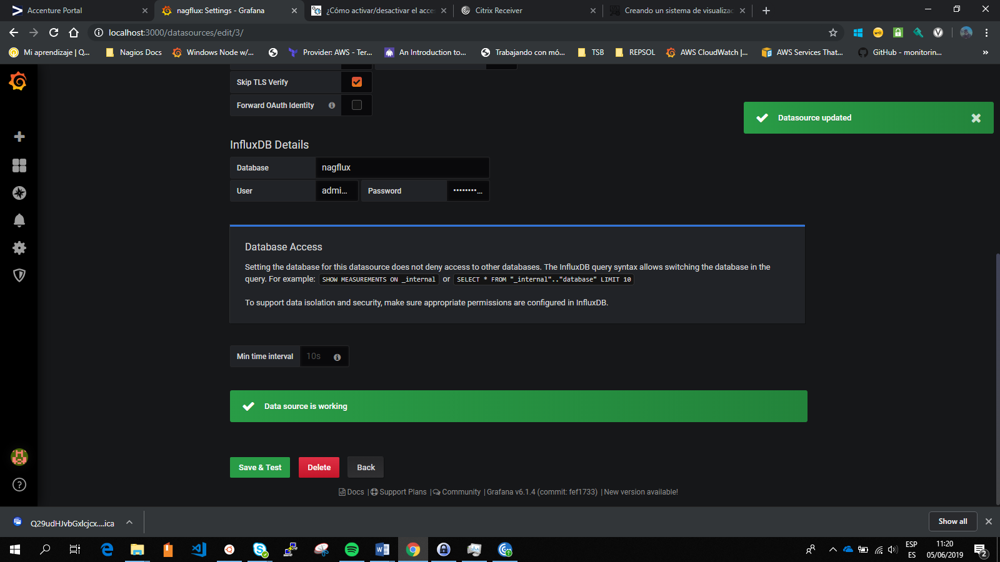 Accenture Portal
nagflux: Settings - Grafana
¿Cómo activar/desactivar el acce
Citrix Receiver
Creando un sistema de visualizac
localhost:3000/datasources/edit/3/
Mi aprendizaje | Q...
Nagios Docs
Windows Node w/...
Provider: AWS - Ter...
An Introduction to...
Trabajando con mó...
TSB
REPSOL
AWS CloudWatch |...
AWS Services That...
GitHub - monitorin...
»
Skip TLS Verify
Forward OAuth Identity
Datasource updated
InfluxDB Details
Database nagflux
User admi... Password ••••••••...
Database Access
Setting the database for this datasource does not deny access to other databases. The InfluxDB query syntax allows switching the database in the
query. For example: SHOW MEASUREMENTS ON _internal or SELECT * FROM "_internal".."database" LIMIT 10
To support data isolation and security, make sure appropriate permissions are configured in InfluxDB.
Min time interval 10s
Data source is working
Save & Test Delete Back
Docs | Support Plans | Community | Grafana v6.1.4 (commit: fef1733) | New version available!
Q29udHJvbGxlcjcx....ica
Show all
ESP
ES
11:20
05/06/2019
2